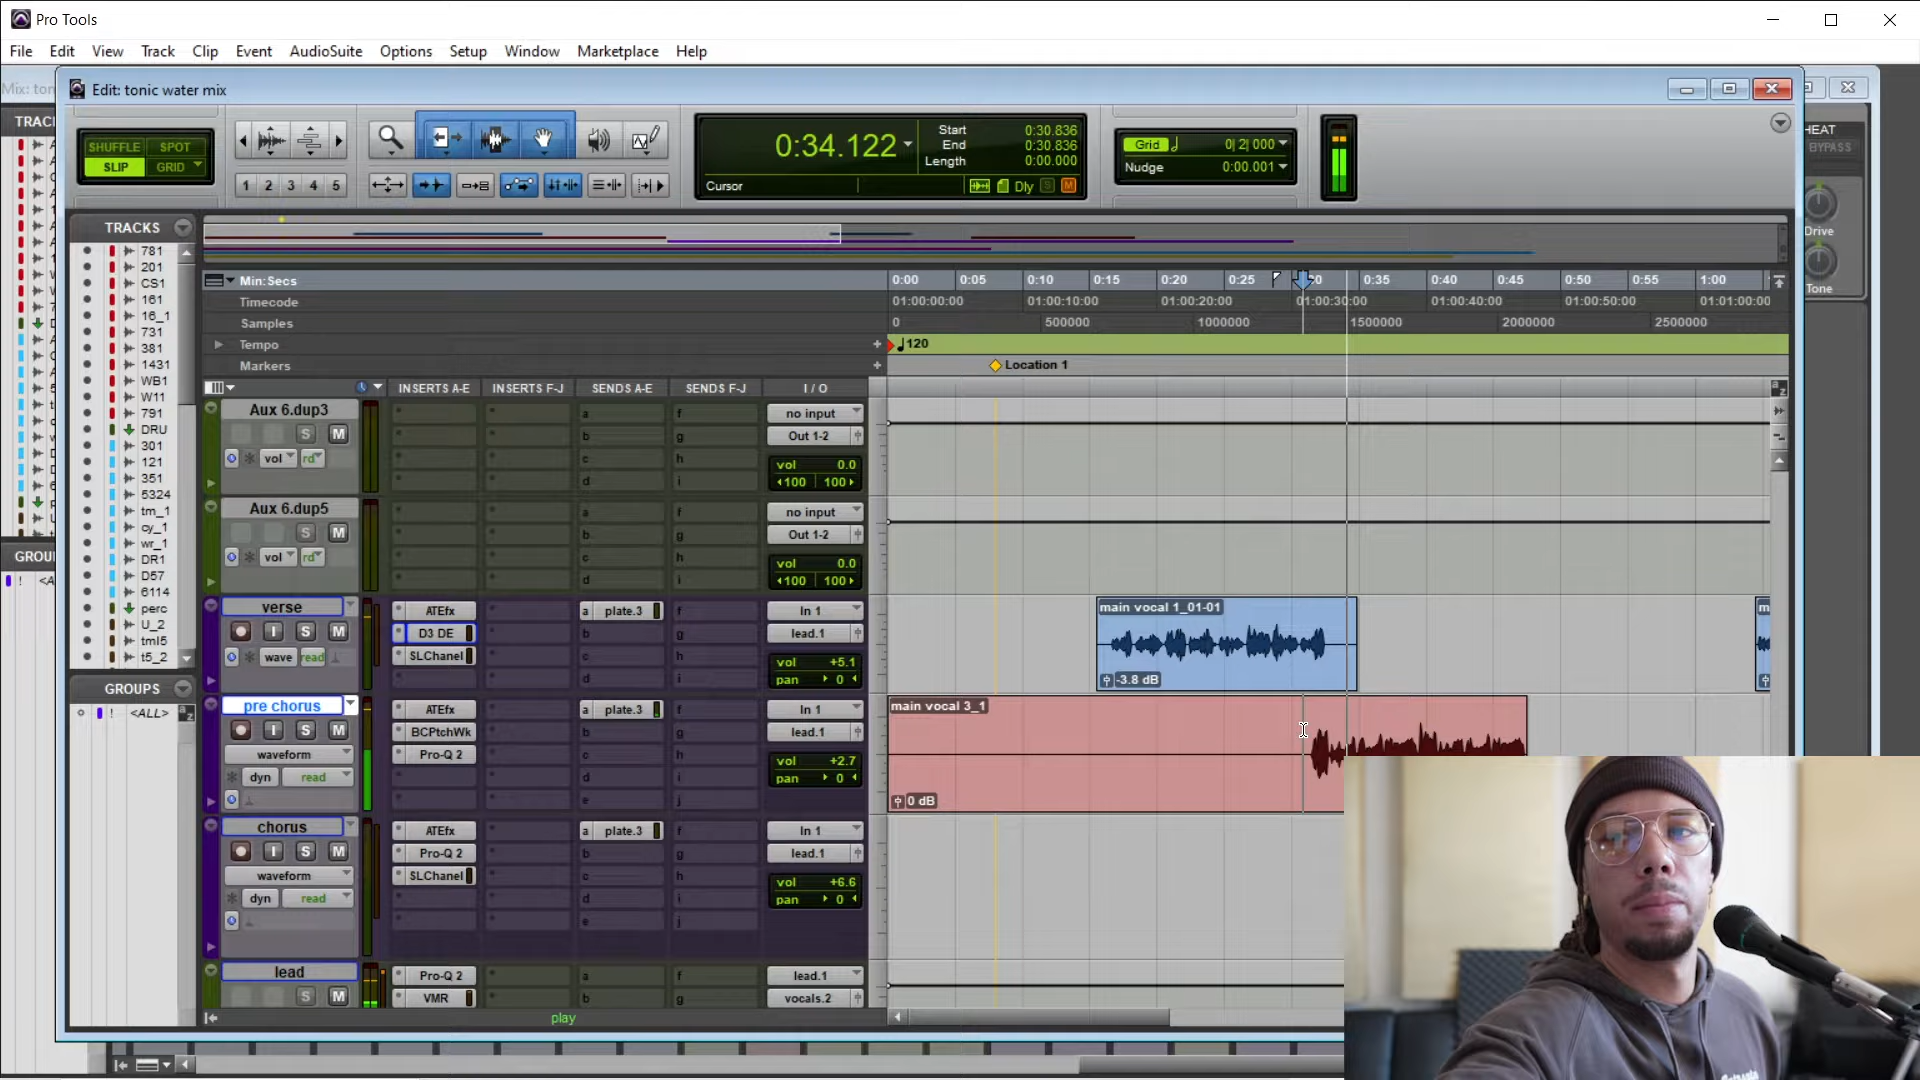 Pro Tools
File Edit View Track Clip Event AudioSuite Options Setup Window Marketplace Help
Edit: tonic water mix
SHUFFLE SPOT
SLIP GRID
1 2 3 4 5
0:34.122
Start 0:30.836
End 0:30.836
Length 0:00.000
Cursor Dly S M
Grid 0| 2| 000
Nudge 0:00.001
HEAT
BYPASS
Drive
Tone
TRACKS
781
201
CS1
161
16_1
731
381
1431
WB1
W11
791
DRU
301
121
351
5324
tm_1
cy_1
wr_1
DR1
D57
6114
perc
U_2
tml5
t5_2
GROUPS
! <ALL>
Min:Secs 0:00 0:05 0:10 0:15 0:20 0:25 0:35 0:40 0:45 0:50 0:55 1:00
Timecode 01:00:00:00 01:00:10:00 01:00:20:00 01:00:30:00 01:00:40:00 01:00:50:00 01:01:00:00
Samples 0 500000 1000000 1500000 2000000 2500000
Tempo + 120
Markers + Location 1
INSERTS A-E INSERTS F-J SENDS A-E SENDS F-J I / O
Aux 6.dup3 a f no input
S M b g Out 1-2
vol rd c h vol 0.0
d i 100 100
Aux 6.dup5 a f no input
S M b g Out 1-2
vol rd c h vol 0.0
d i 100 100
verse ATEfx a plate.3 f In 1 main vocal 1_01-01
I S M D3 DE b g lead.1
wave read SLChanel c h vol +5.1
d i pan 0 -3.8 dB
pre chorus ATEfx a plate.3 f In 1 main vocal 3_1
I S M BCPtchWk b g lead.1
waveform Pro-Q 2 c h vol +2.7
dyn read d i pan 0
e j 0 dB
chorus ATEfx a plate.3 f In 1
I S M Pro-Q 2 b g lead.1
waveform SLChanel c h vol +6.6
dyn read d i pan 0
e j
lead Pro-Q 2 a f lead.1
S M VMR b g vocals.2
play